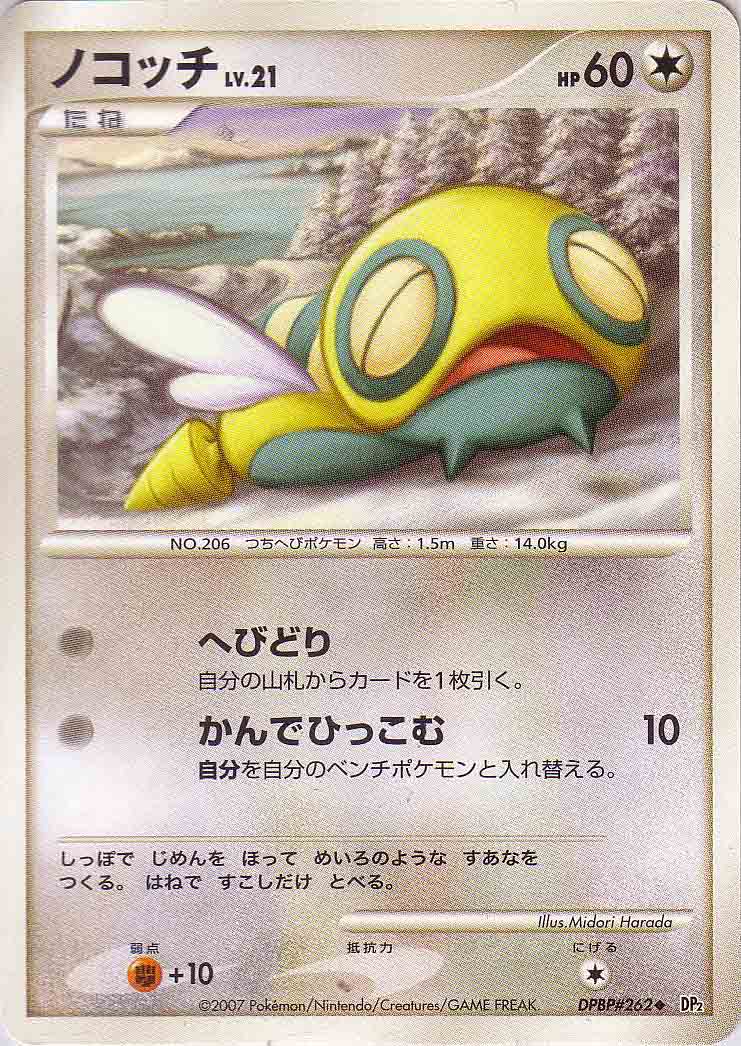 ノコッチ LV.21 HP 60
たね
NO.206 つちへびポケモン 高さ:1.5m 重さ:14.0kg
へびどり
自分の山札からカードを1枚引く。
かんでひっこむ 10
自分を自分のベンチポケモンと入れ替える。
しっぽで じめんを ほって めいろのような すあなを
つくる。 はねで すこしだけ とべる。
Illus.Midori Harada
弱点 抵抗力 にげる
+10
©2007 Pokémon/Nintendo/Creatures/GAME FREAK. DPBP#262◆ DP2